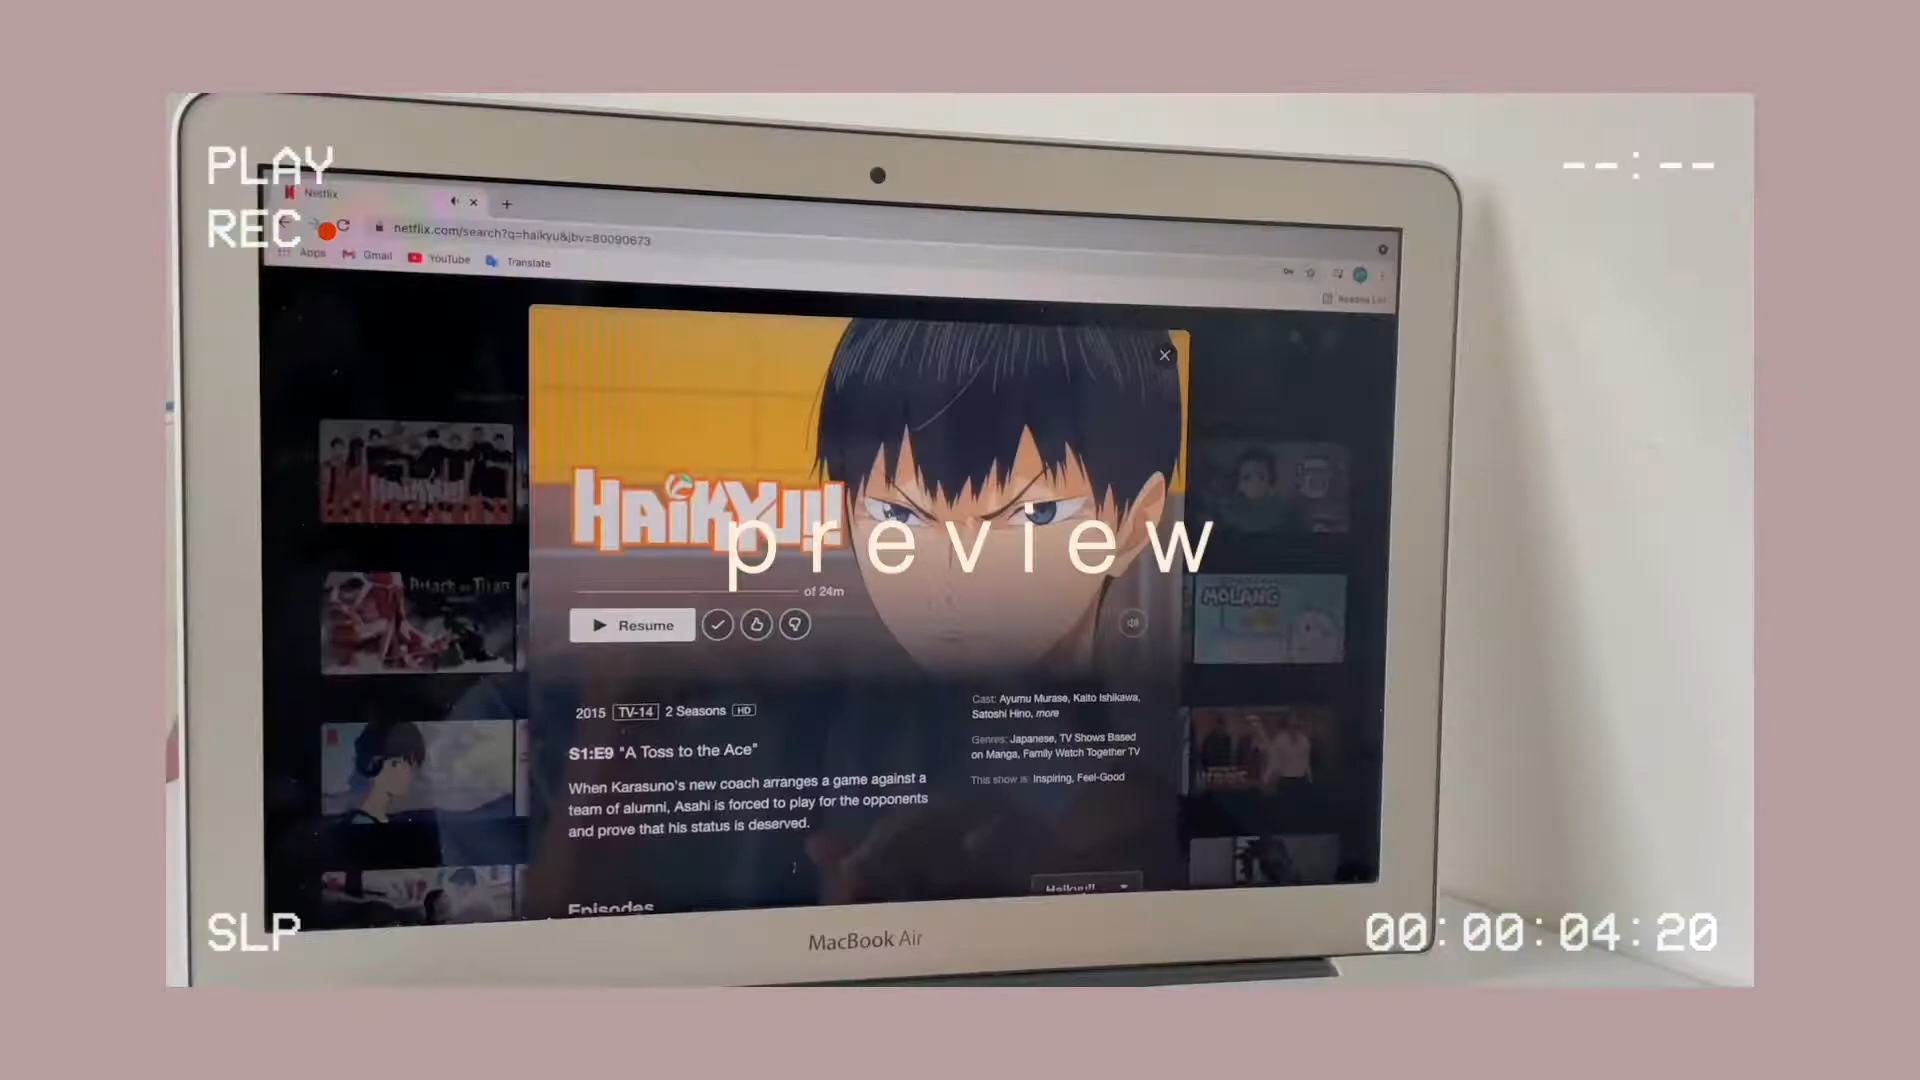 PLAY
REC
--:--
Netflix
netflix.com/search?q=haikyu&jbv=80090673
Apps Gmail YouTube Translate
Reading List
HAIKYU!!
HAIKYU!!
preview
of 24m
Resume
Attack on Titan
MOLANG
2015 TV-14 2 Seasons HD
S1:E9 "A Toss to the Ace"
When Karasuno's new coach arranges a game against a
team of alumni, Asahi is forced to play for the opponents
and prove that his status is deserved.
Cast: Ayumu Murase, Kaito Ishikawa,
Satoshi Hino, more
Genres: Japanese, TV Shows Based
on Manga, Family Watch Together TV
This show is: Inspiring, Feel-Good
Episodes
Haikyu!!
MacBook Air
SLP
00:00:04:20